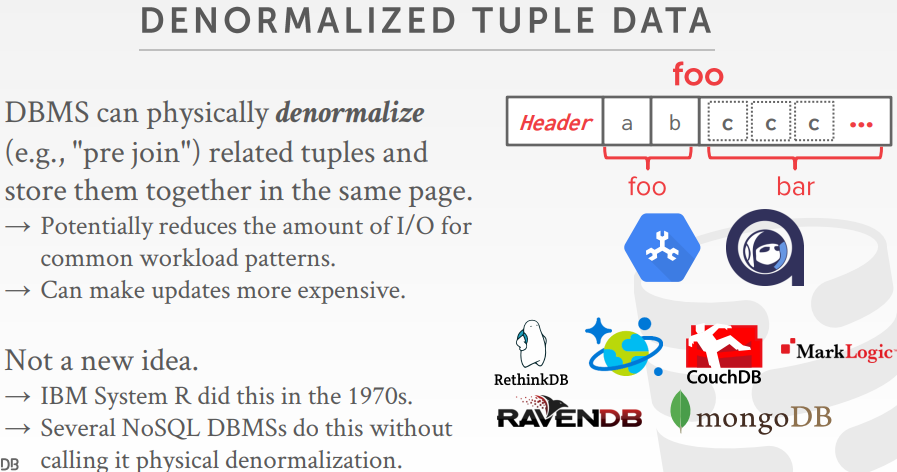 DENORMALIZED TUPLE DATA
DBMS can physically denormalize
(e.g., "pre join") related tuples and
store them together in the same page.
→ Potentially reduces the amount of I/O for
common workload patterns.
→ Can make updates more expensive.
Not a new idea.
→ IBM System R did this in the 1970s.
→ Several NoSQL DBMSs do this without
calling it physical denormalization.
DB
foo
Header a b c c c •••
foo bar
RethinkDB
CouchDB
MarkLogic
RAVENDB
mongoDB